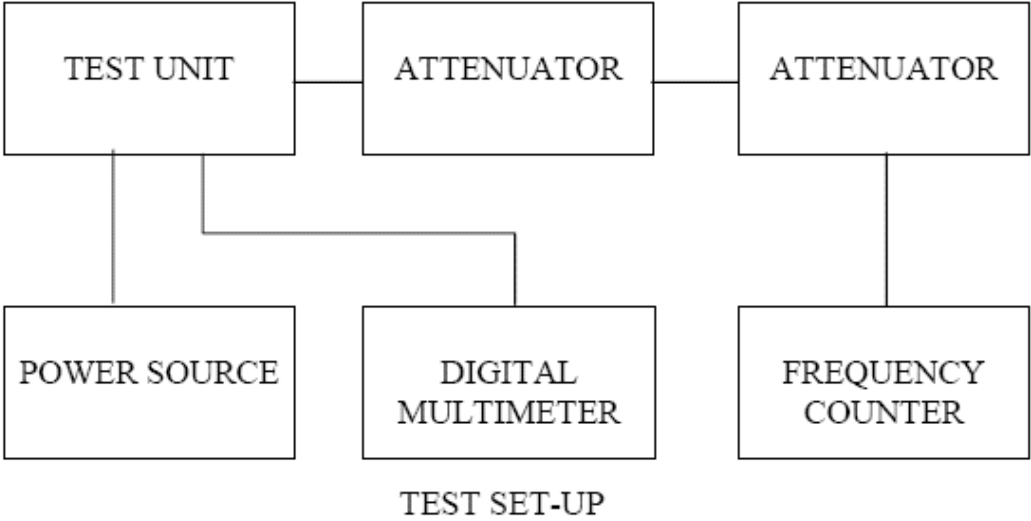 TEST UNIT
ATTENUATOR
ATTENUATOR
POWER SOURCE
DIGITAL
MULTIMETER
FREQUENCY
COUNTER
TEST SET-UP